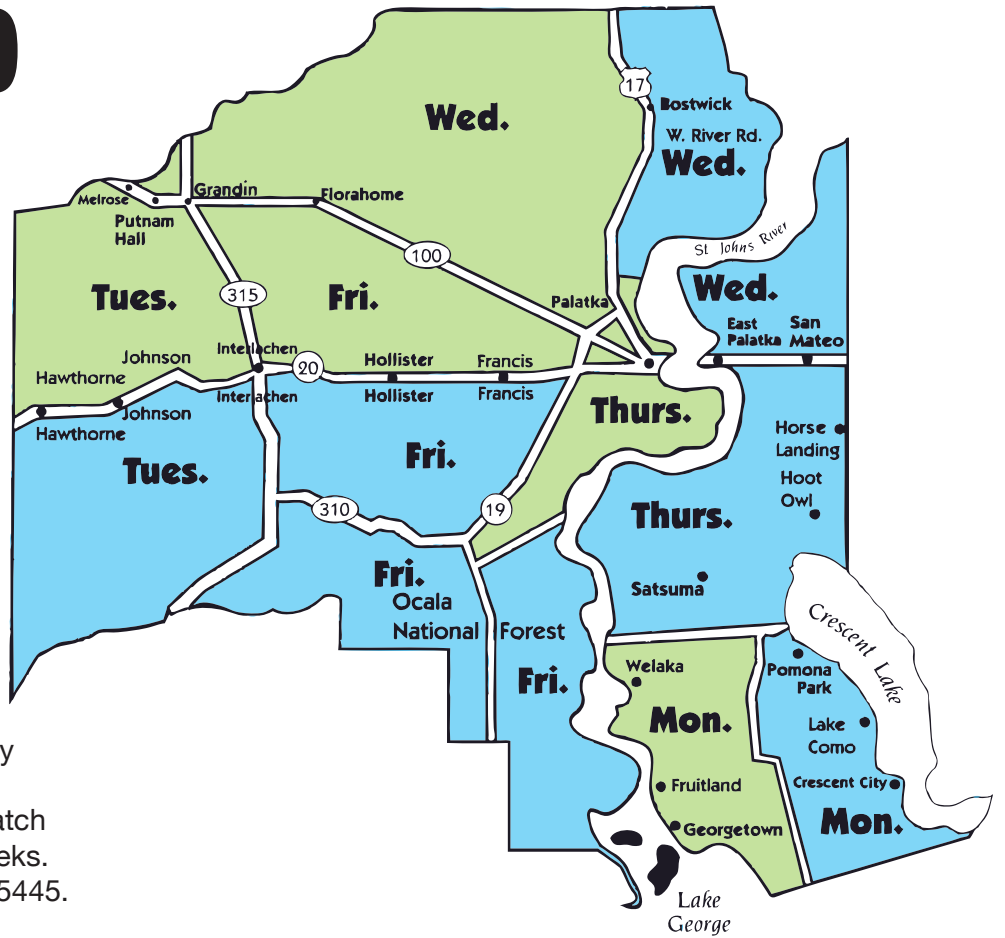 17
Bostwick
W. River Rd.
Wed.
Wed.
Melrose
Grandin
Florahome
Putnam
Hall
St. Johns River
100
Tues.
315
Fri.
Palatka
Wed.
East
Palatka
San
Mateo
Johnson
Interlachen
20
Hollister
Francis
Hawthorne
Interlachen
Hollister
Francis
Johnson
Hawthorne
Thurs.
Horse
Landing
Tues.
Fri.
Hoot
Owl
310
19
Thurs.
Fri.
Ocala
National Forest
Satsuma
Crescent Lake
Welaka
Pomona
Park
Fri.
Mon.
Lake
Como
y
Fruitland
Crescent City
atch
Georgetown
Mon.
eks.
5445.
Lake
George